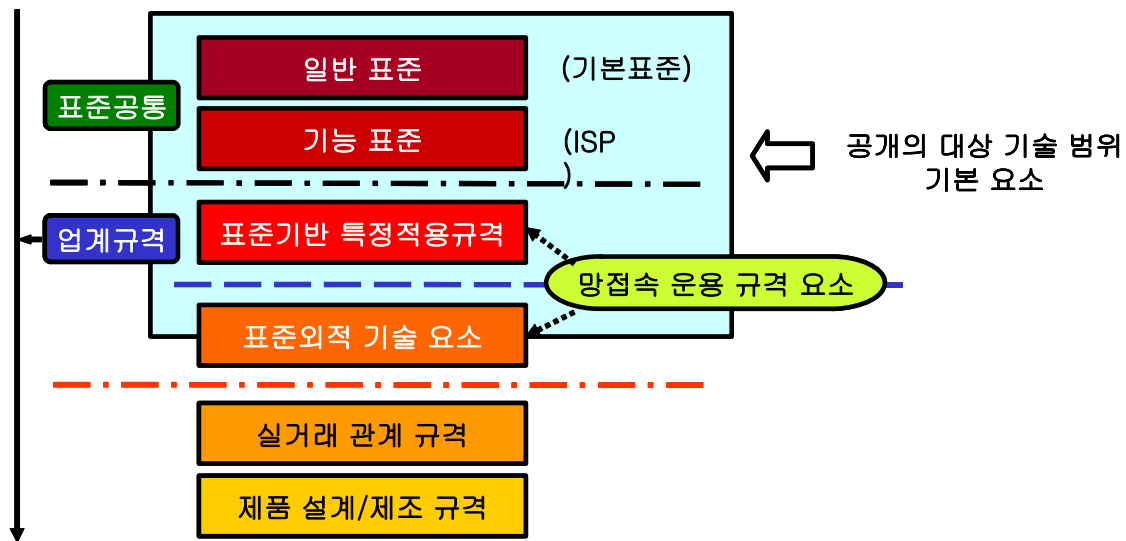 일반 표준
(기본표준)
표준공통
기능 표준
(ISP
)
공개의 대상 기술 범위
기본 요소
업계규격
표준기반 특정적용규격
망접속 운용 규격 요소
표준외적 기술 요소
실거래 관계 규격
제품 설계/제조 규격